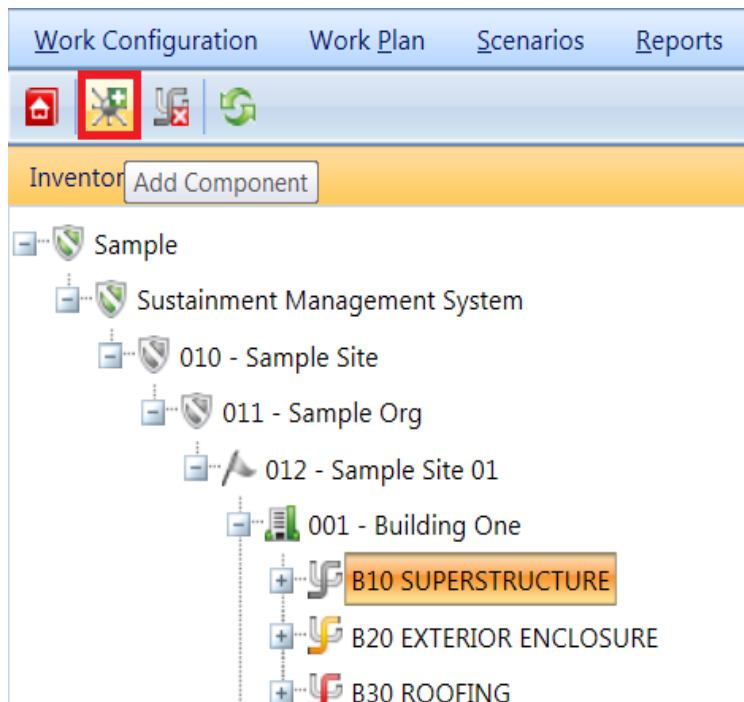 Work Configuration Work Plan Scenarios Reports
Inventor
Add Component
Sample
Sustainment Management System
010 - Sample Site
011 - Sample Org
012 - Sample Site 01
001 - Building One
B10 SUPERSTRUCTURE
B20 EXTERIOR ENCLOSURE
B30 ROOFING